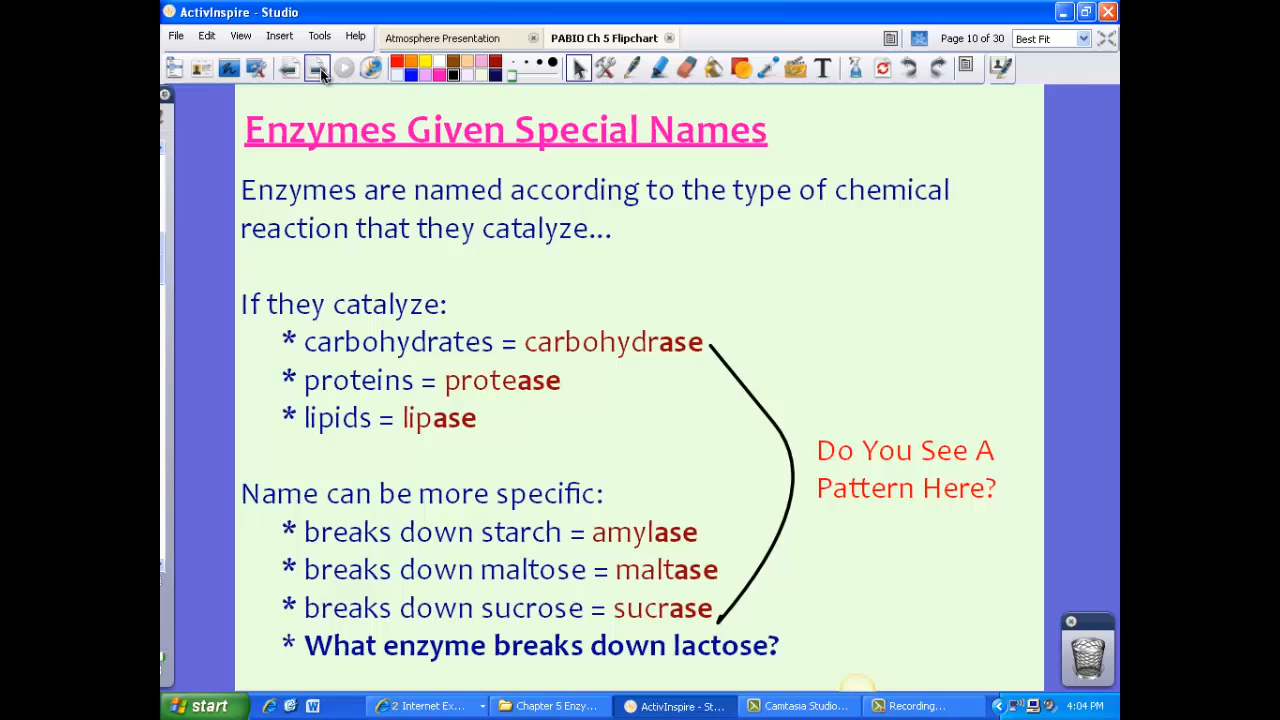 ActivInspire - Studio
File Edit View Insert Tools Help
Atmosphere Presentation
PABIO Ch 5 Flipchart
Page 10 of 30
Best Fit
Enzymes Given Special Names
Enzymes are named according to the type of chemical
reaction that they catalyze...
If they catalyze:
* carbohydrates = carbohydrase
* proteins = protease
* lipids = lipase
Do You See A
Pattern Here?
Name can be more specific:
* breaks down starch = amylase
* breaks down maltose = maltase
* breaks down sucrose = sucrase
* What enzyme breaks down lactose?
start
2 Internet Ex...
Chapter 5 Enzy...
ActivInspire - St...
Camtasia Studio...
Recording...
4:04 PM